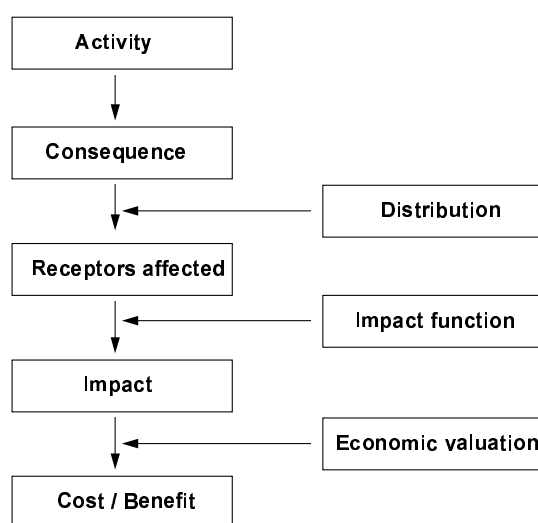 Activity
Consequence
Distribution
Receptors affected
Impact function
Impact
Economic valuation
Cost / Benefit